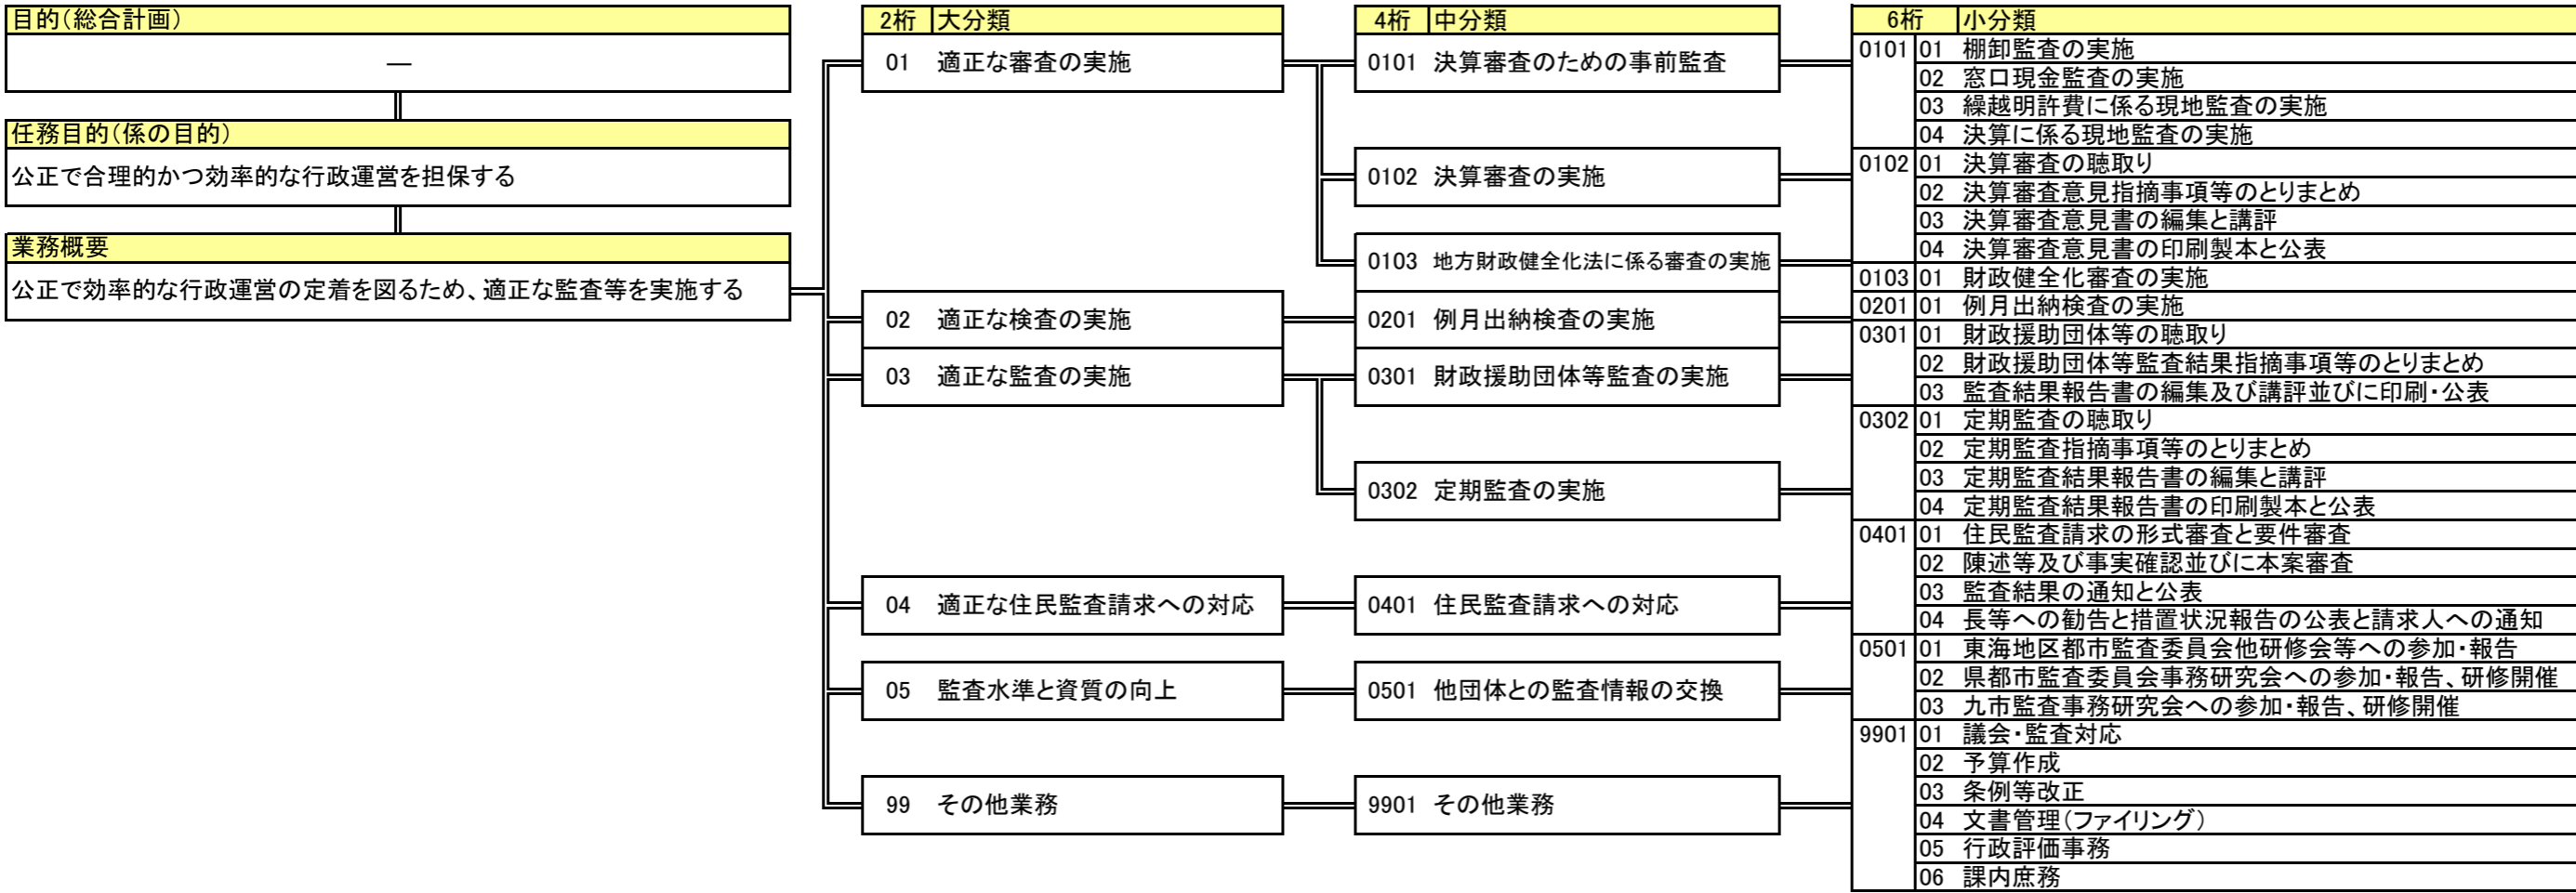 目的(総合計画)
―
任務目的(係の目的)
公正で合理的かつ効率的な行政運営を担保する
業務概要
公正で効率的な行政運営の定着を図るため、適正な監査等を実施する
2桁 大分類
01 適正な審査の実施
02 適正な検査の実施
03 適正な監査の実施
04 適正な住民監査請求への対応
05 監査水準と資質の向上
99 その他業務
4桁 中分類
0101 決算審査のための事前監査
0102 決算審査の実施
0103 地方財政健全化法に係る審査の実施
0201 例月出納検査の実施
0301 財政援助団体等監査の実施
0302 定期監査の実施
0401 住民監査請求への対応
0501 他団体との監査情報の交換
9901 その他業務
6桁 小分類
0101 01 棚卸監査の実施
02 窓口現金監査の実施
03 繰越明許費に係る現地監査の実施
04 決算に係る現地監査の実施
0102 01 決算審査の聴取り
02 決算審査意見指摘事項等のとりまとめ
03 決算審査意見書の編集と講評
04 決算審査意見書の印刷製本と公表
0103 01 財政健全化審査の実施
0201 01 例月出納検査の実施
0301 01 財政援助団体等の聴取り
02 財政援助団体等監査結果指摘事項等のとりまとめ
03 監査結果報告書の編集及び講評並びに印刷・公表
0302 01 定期監査の聴取り
02 定期監査指摘事項等のとりまとめ
03 定期監査結果報告書の編集と講評
04 定期監査結果報告書の印刷製本と公表
0401 01 住民監査請求の形式審査と要件審査
02 陳述等及び事実確認並びに本案審査
03 監査結果の通知と公表
04 長等への勧告と措置状況報告の公表と請求人への通知
0501 01 東海地区都市監査委員会他研修会等への参加・報告
02 県都市監査委員会事務研究会への参加・報告、研修開催
03 九市監査事務研究会への参加・報告、研修開催
9901 01 議会・監査対応
02 予算作成
03 条例等改正
04 文書管理(ファイリング)
05 行政評価事務
06 課内庶務